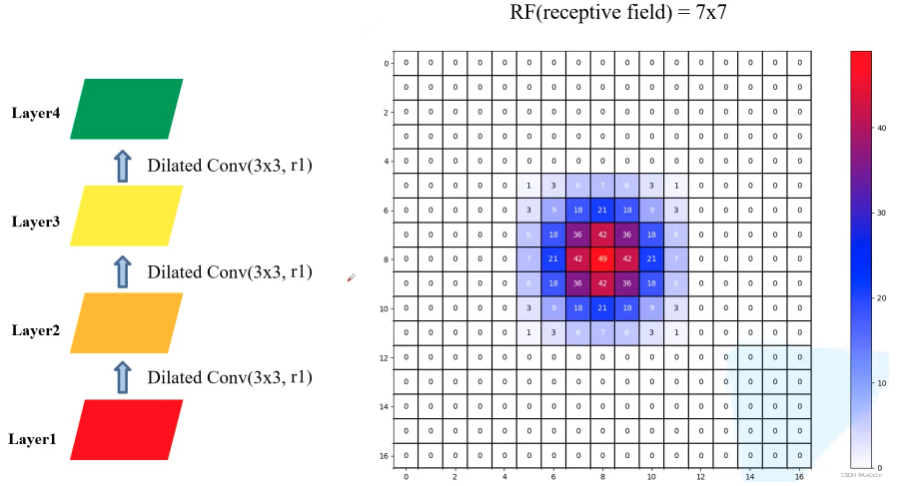 RF(receptive field) = 7x7
Layer4
Dilated Conv(3x3, r1)
Layer3
Dilated Conv(3x3, r1)
Layer2
Dilated Conv(3x3, r1)
Layer1
0 0 0 0 0 0 0 0 0 0 0 0 0 0 0 0 0 0
0 0 0 0 0 0 0 0 0 0 0 0 0 0 0 0 0
2 0 0 0 0 0 0 0 0 0 0 0 0 0 0 0 0 0
0 0 0 0 0 0 0 0 0 0 0 0 0 0 0 0 0
4 0 0 0 0 0 0 0 0 0 0 0 0 0 0 0 0 0
0 0 0 0 0 1 3 6 7 6 3 1 0 0 0 0 0
6 0 0 0 0 0 3 9 18 21 18 9 3 0 0 0 0 0
0 0 0 0 0 6 18 36 42 36 18 6 0 0 0 0 0
8 0 0 0 0 0 7 21 42 49 42 21 7 0 0 0 0 0
0 0 0 0 0 6 18 36 42 36 18 6 0 0 0 0 0
10 0 0 0 0 0 3 9 18 21 18 9 3 0 0 0 0 0
0 0 0 0 0 1 3 6 7 6 3 1 0 0 0 0 0
12 0 0 0 0 0 0 0 0 0 0 0 0 0 0 0 0 0
0 0 0 0 0 0 0 0 0 0 0 0 0 0 0 0 0
14 0 0 0 0 0 0 0 0 0 0 0 0 0 0 0 0 0
0 0 0 0 0 0 0 0 0 0 0 0 0 0 0 0 0
16 0 0 0 0 0 0 0 0 0 0 0 0 0 0 0 0 0
0 2 4 6 8 10 12 14 16
40
30
20
10
0
CSDN